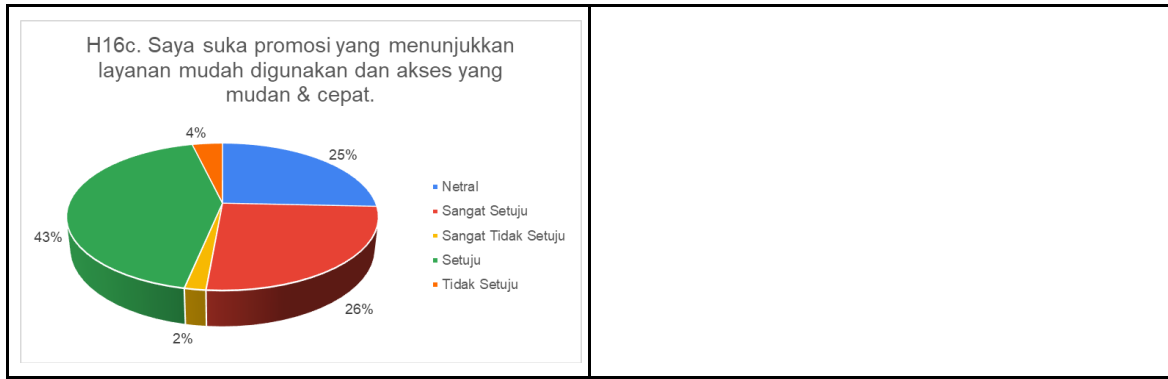 H16c. Saya suka promosi yang menunjukkan
layanan mudah digunakan dan akses yang
mudan & cepat.
4%
25%
43%
26%
2%
Netral
Sangat Setuju
Sangat Tidak Setuju
Setuju
Tidak Setuju